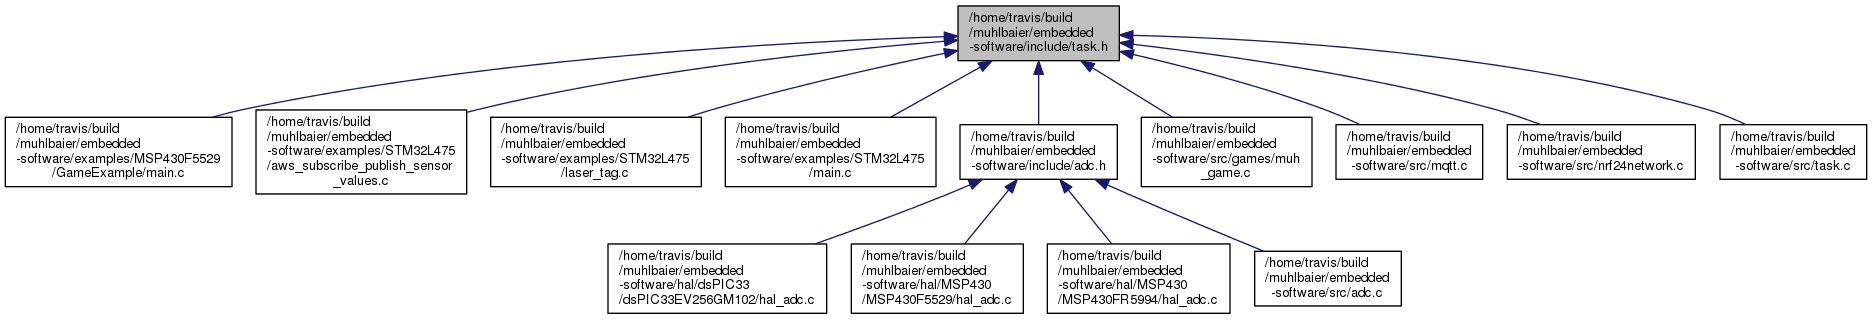 /home/travis/build
/muhlbaier/embedded
-software/include/task.h
/home/travis/build
/muhlbaier/embedded
-software/examples/MSP430F5529
/GameExample/main.c
/home/travis/build
/muhlbaier/embedded
-software/examples/STM32L475
/aws_subscribe_publish_sensor
_values.c
/home/travis/build
/muhlbaier/embedded
-software/examples/STM32L475
/laser_tag.c
/home/travis/build
/muhlbaier/embedded
-software/examples/STM32L475
/main.c
/home/travis/build
/muhlbaier/embedded
-software/include/adc.h
/home/travis/build
/muhlbaier/embedded
-software/src/games/muh
_game.c
/home/travis/build
/muhlbaier/embedded
-software/src/mqtt.c
/home/travis/build
/muhlbaier/embedded
-software/src/nrf24network.c
/home/travis/build
/muhlbaier/embedded
-software/src/task.c
/home/travis/build
/muhlbaier/embedded
-software/hal/dsPIC33
/dsPIC33EV256GM102/hal_adc.c
/home/travis/build
/muhlbaier/embedded
-software/hal/MSP430
/MSP430F5529/hal_adc.c
/home/travis/build
/muhlbaier/embedded
-software/hal/MSP430
/MSP430FR5994/hal_adc.c
/home/travis/build
/muhlbaier/embedded
-software/src/adc.c